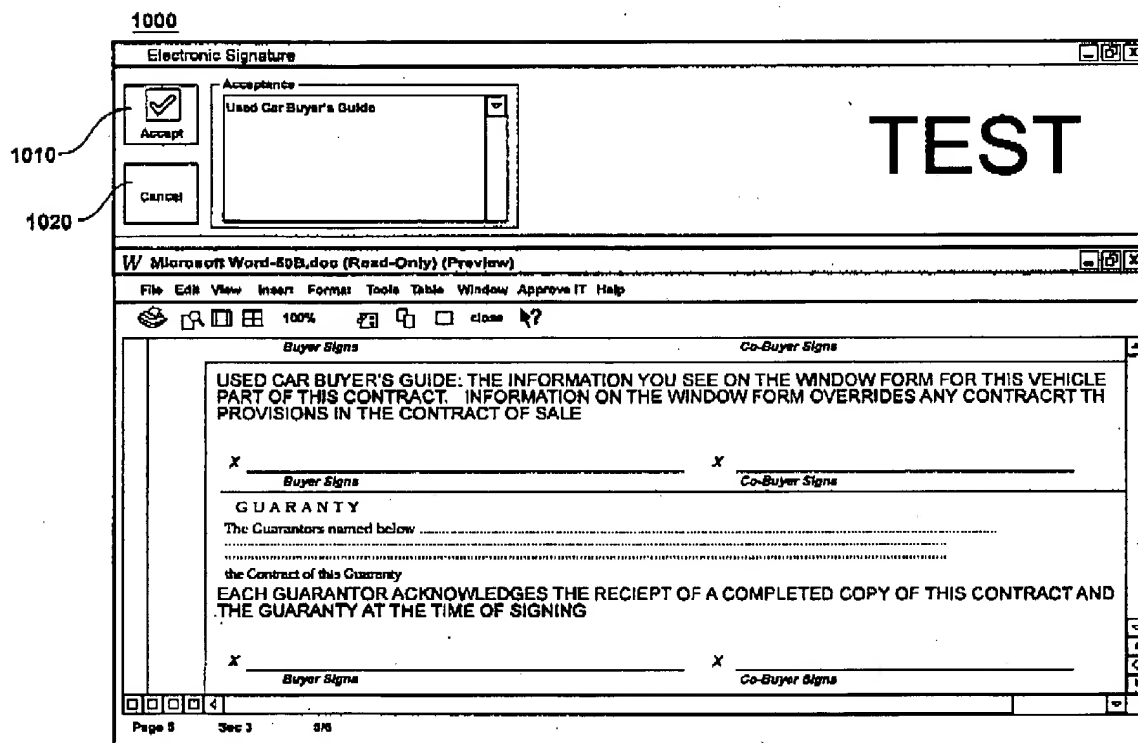 1000
Electronic Signature
Acceptance
Used Car Buyer's Guide
Accept
TEST
1010
Cancel
1020
W Microsoft Word-50B.doc (Read-Only) (Preview)
File Edit View Insert Format Tools Table Window Approve IT Help
100% close
Buyer Signs Co-Buyer Signs
USED CAR BUYER'S GUIDE: THE INFORMATION YOU SEE ON THE WINDOW FORM FOR THIS VEHICLE
PART OF THIS CONTRACT. INFORMATION ON THE WINDOW FORM OVERRIDES ANY CONTRACRT TH
PROVISIONS IN THE CONTRACT OF SALE
X X
Buyer Signs Co-Buyer Signs
GUARANTY
The Guarantors named below
the Contract of this Guaranty
EACH GUARANTOR ACKNOWLEDGES THE RECIEPT OF A COMPLETED COPY OF THIS CONTRACT AND
THE GUARANTY AT THE TIME OF SIGNING
X X
Buyer Signs Co-Buyer Signs
Page 5 Sec 3